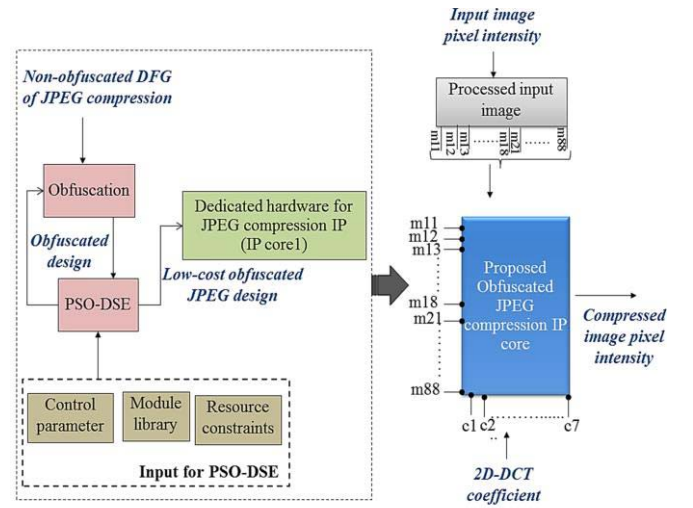 Non-obfuscated DFG
of JPEG compression
Obfuscation
Obfuscated
design
PSO-DSE
Dedicated hardware for
JPEG compression IP
(IP core1)
Low-cost obfuscated
JPEG design
Control
parameter
Module
library
Resource
constraints
Input for PSO-DSE
Input image
pixel intensity
Processed input
image
m11
m12
m13
m18
m21
m88
m11
m12
m13
m18
m21
m88
Proposed
Obfuscated
JPEG
compression IP
core
Compressed
image pixel
intensity
c1 c2 c7
2D-DCT
coefficient